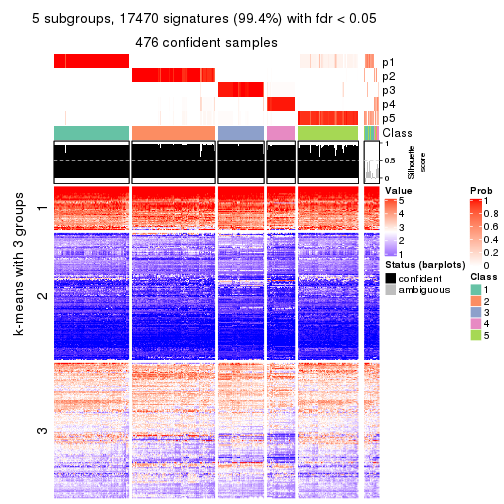 5 subgroups, 17470 signatures (99.4%) with fdr < 0.05
476 confident samples
p1
p2
p3
p4
p5
Class
1
0.5
0
Silhouette
score
k-means with 3 groups
1
2
3
Value
5
4
3
2
1
Status (barplots)
confident
ambiguous
Prob
1
0.8
0.6
0.4
0.2
0
Class
1
2
3
4
5